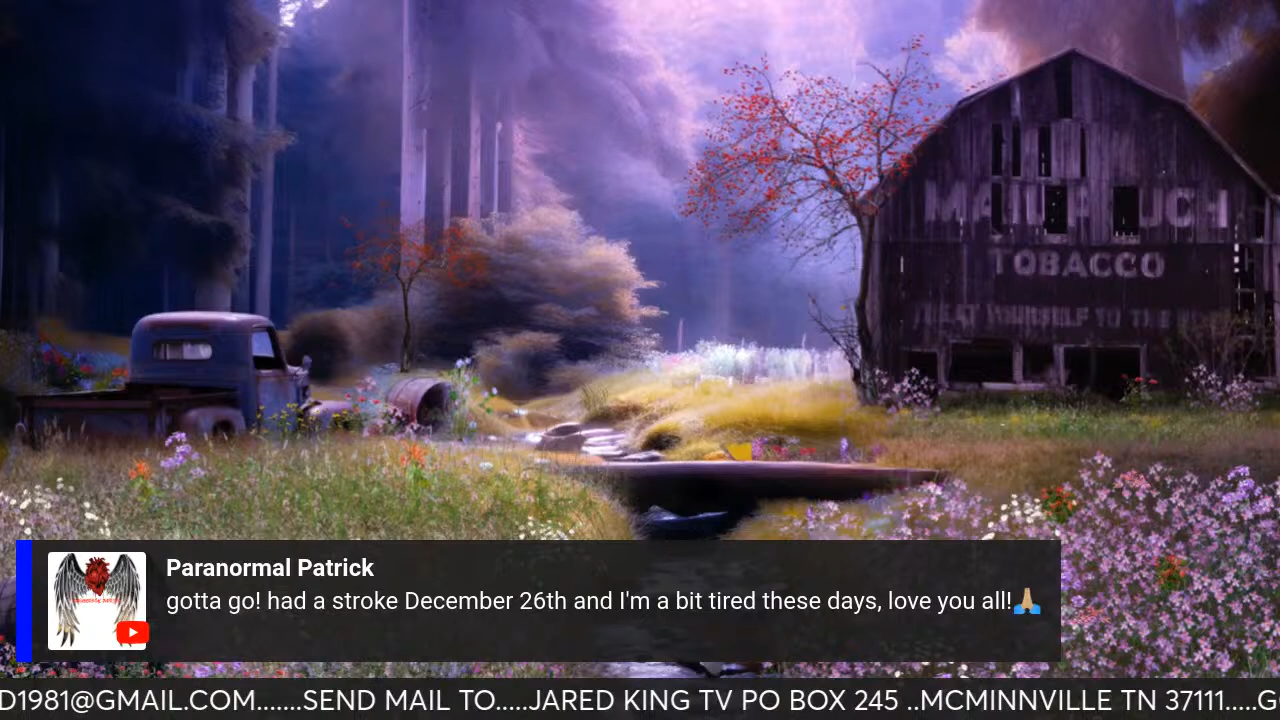 TOBACCO
Paranormal Patrick
gotta go! had a stroke December 26th and I'm a bit tired these days, love you all!🙏🏼
D1981@GMAIL.COM.......SEND MAIL TO.....JARED KING TV PO BOX 245 ..MCMINNVILLE TN 37111.....G